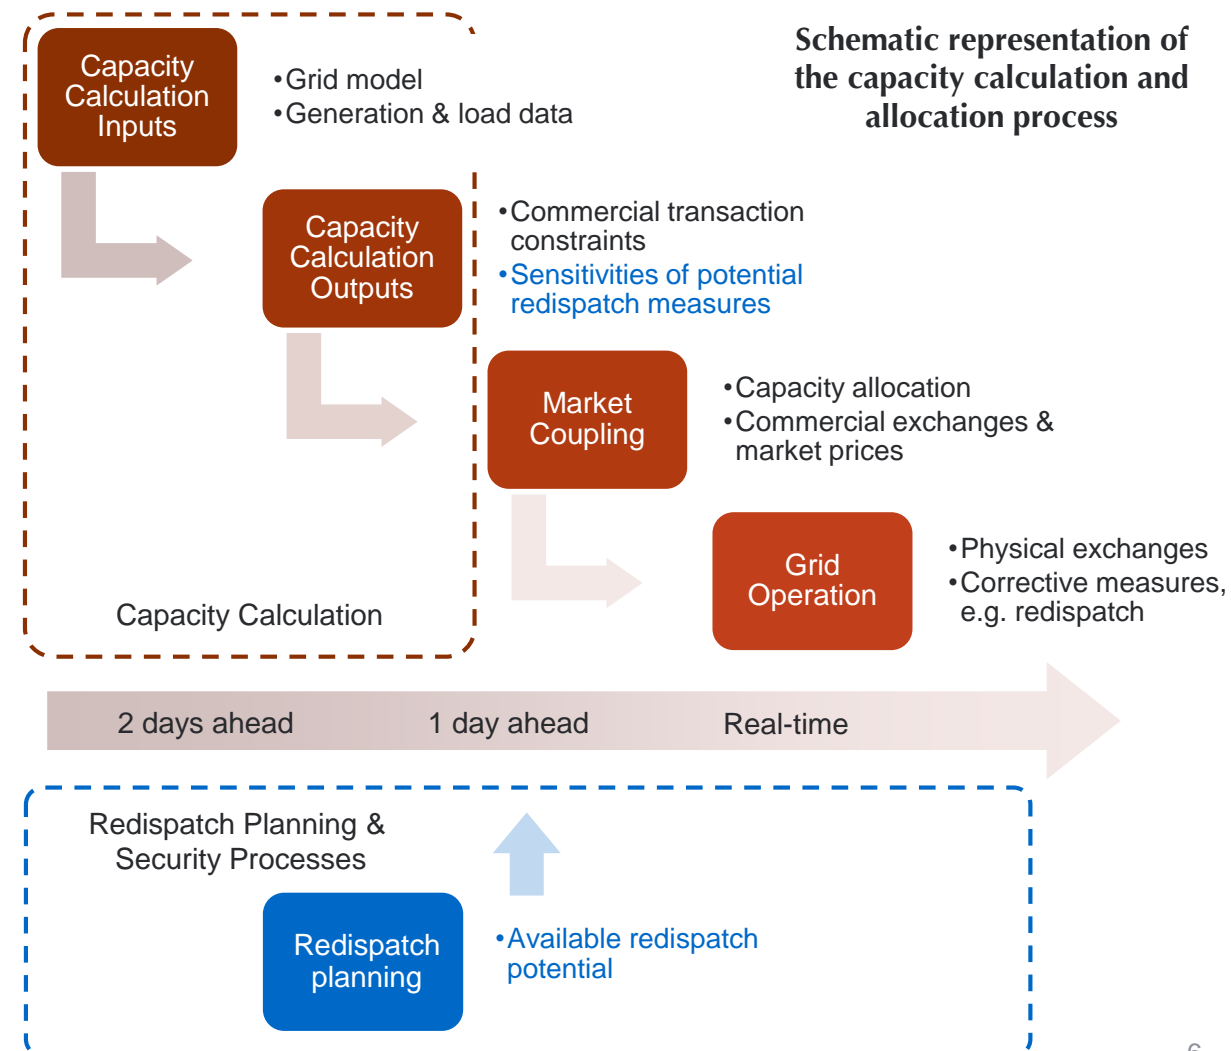 Schematic representation of
the capacity calculation and
allocation process
Capacity
Calculation
Inputs
•Grid model
•Generation & load data
Capacity
Calculation
Outputs
•Commercial transaction
constraints
•Sensitivities of potential
redispatch measures
Market
Coupling
•Capacity allocation
•Commercial exchanges &
market prices
Grid
Operation
•Physical exchanges
•Corrective measures,
e.g. redispatch
Capacity Calculation
2 days ahead
1 day ahead
Real-time
Redispatch Planning &
Security Processes
Redispatch
planning
•Available redispatch
potential
6